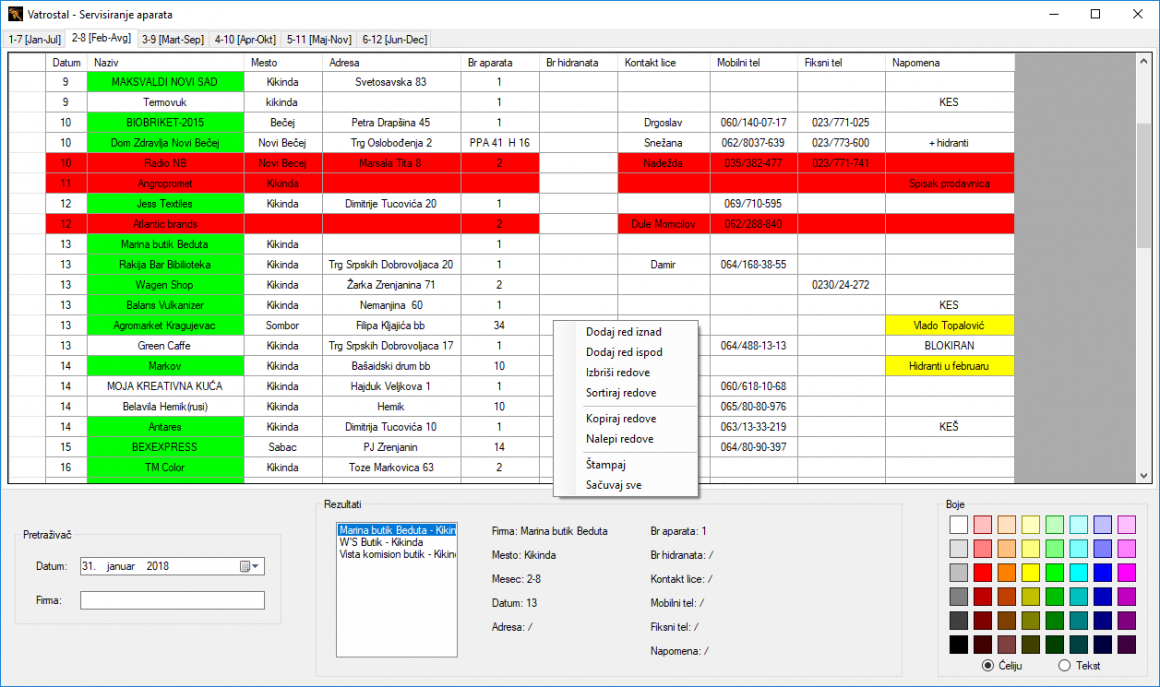 Vatrostal - Servisiranje aparata
1-7 [Jan-Jul] 2-8 [Feb-Avg] 3-9 [Mart-Sep] 4-10 [Apr-Okt] 5-11 [Maj-Nov] 6-12 [Jun-Dec]
Datum Naziv Mesto Adresa Br aparata Br hidranata Kontakt lice Mobilni tel Fiksni tel Napomena
9 MAKSVALDI NOVI SAD Kikinda Svetosavska 83 1
9 Termovuk kikinda 1 KES
10 BIOBRIKET-2015 Bečej Petra Drapšina 45 1 Drgoslav 060/140-07-17 023/771-025
10 Dom Zdravlja Novi Bečej Novi Bečej Trg Oslobođenja 2 PPA 41 H 16 Snežana 062/8037-639 023/773-600 + hidranti
10 Radio NB Novi Becej Marsala Tita 8 2 Nadežda 035/382-477 023/771-741
11 Angropromet Kikinda Spisak prodavnica
12 Jess Textiles Kikinda Dimitrije Tucovića 20 1 069/710-595
12 Atlantic brands 2 Dule Momcilov 062/288-840
13 Marina butik Beduta Kikinda 1
13 Rakija Bar Bibilioteka Kikinda Trg Srpskih Dobrovoljaca 20 1 Damir 064/168-38-55
13 Wagen Shop Kikinda Žarka Zrenjanina 71 2 0230/24-272
13 Balans Vulkanizer Kikinda Nemanjina 60 1 KES
13 Agromarket Kragujevac Sombor Filipa Kljajića bb 34 Vlado Topalović
13 Green Caffe Kikinda Trg Srpskih Dobrovoljaca 17 1 064/488-13-13 BLOKIRAN
14 Markov Kikinda Bašaidski drum bb 10 Hidranti u februaru
14 MOJA KREATIVNA KUĆA Kikinda Hajduk Veljkova 1 1 060/618-10-68
14 Belavila Hemik(rusi) Kikinda Hemik 10 065/80-80-976
14 Antares Kikinda Dimitrija Tucovića 10 1 063/13-33-219 KEŠ
15 BEXEXPRESS Sabac PJ Zrenjanin 14 064/80-90-397
16 TM Color Kikinda Toze Markovica 63 2
Dodaj red iznad
Dodaj red ispod
Izbriši redove
Sortiraj redove
Kopiraj redove
Nalepi redove
Štampaj
Sačuvaj sve
Pretraživač
Datum: 31. januar 2018
Firma:
Rezultati
Marina butik Beduta - Kikin
W'S Butik - Kikinda
Vista komision butik - Kikin
Firma: Marina butik Beduta
Mesto: Kikinda
Mesec: 2-8
Datum: 13
Adresa: /
Br aparata: 1
Br hidranata: /
Kontakt lice: /
Mobilni tel: /
Fiksni tel: /
Napomena: /
Boje
Ćeliju Tekst